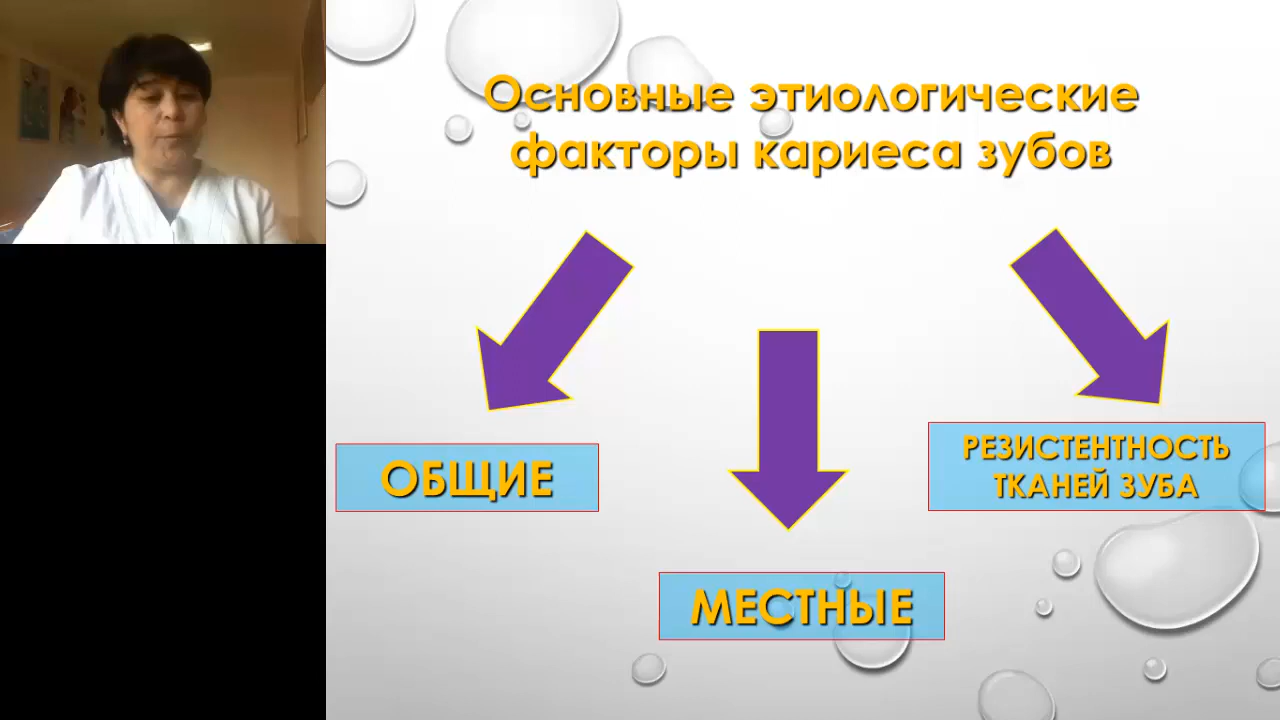 Основные этиологические
факторы кариеса зубов
ОБЩИЕ
РЕЗИСТЕНТНОСТЬ
ТКАНЕЙ ЗУБА
МЕСТНЫЕ